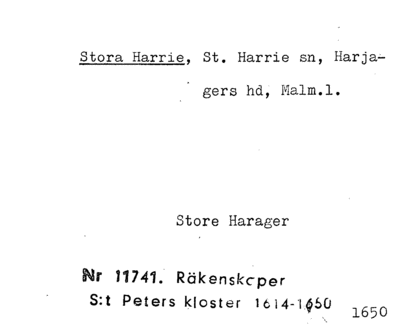 Stora Harrie, St. Harrie sn, Harja-
gers hd, Malm.l.
Store Harager
Nr 11741. Räkenskaper
S:t Peters kloster 1614-1650
1650